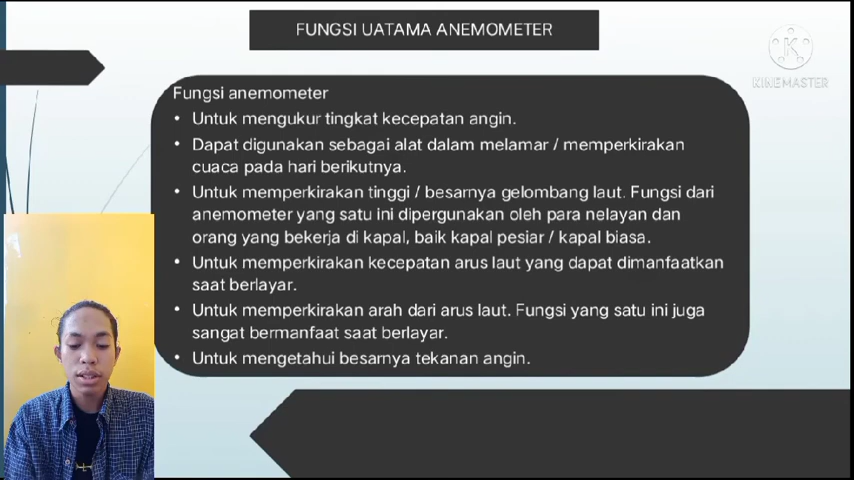 FUNGSI UATAMA ANEMOMETER
KINEMASTER
Fungsi anemometer
• Untuk mengukur tingkat kecepatan angin.
• Dapat digunakan sebagai alat dalam melamar / memperkirakan
cuaca pada hari berikutnya.
• Untuk memperkirakan tinggi / besarnya gelombang laut. Fungsi dari
anemometer yang satu ini dipergunakan oleh para nelayan dan
orang yang bekerja di kapal, baik kapal pesiar / kapal biasa.
• Untuk memperkirakan kecepatan arus laut yang dapat dimanfaatkan
saat berlayar.
• Untuk memperkirakan arah dari arus laut. Fungsi yang satu ini juga
sangat bermanfaat saat berlayar.
• Untuk mengetahui besarnya tekanan angin.